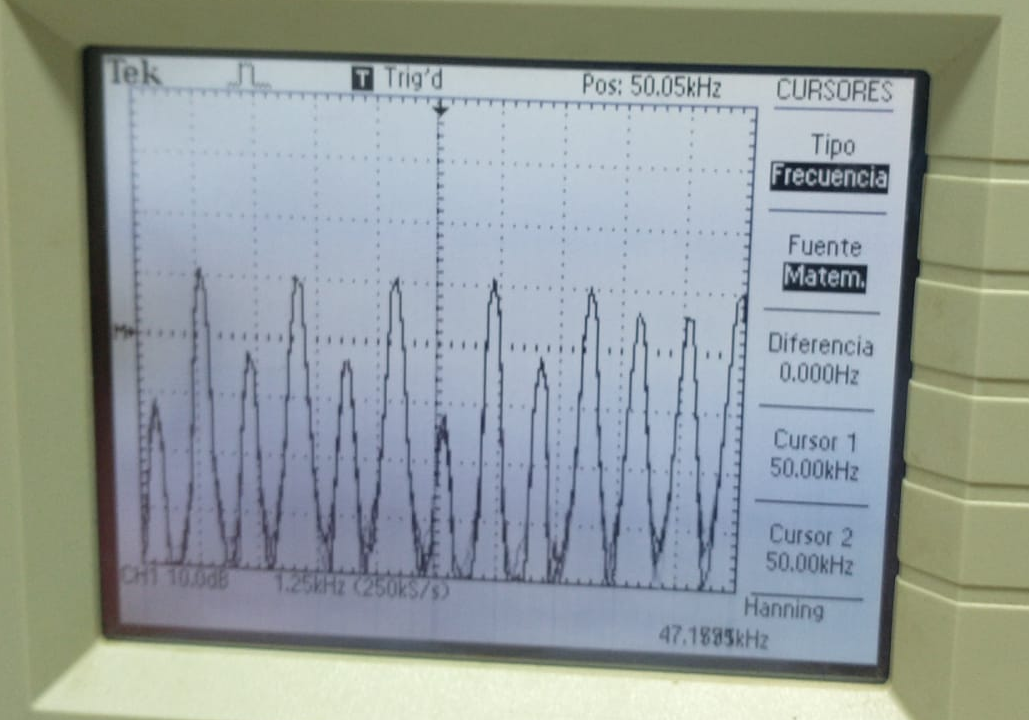 Tek T Trig'd Pos: 50.05kHz CURSORES
Tipo
Frecuencia
Fuente
Matem.
Diferencia
0.000Hz
Cursor 1
50.00kHz
Cursor 2
50.00kHz
CH1 10.0dB 1.25kHz (250kS/s) Hanning